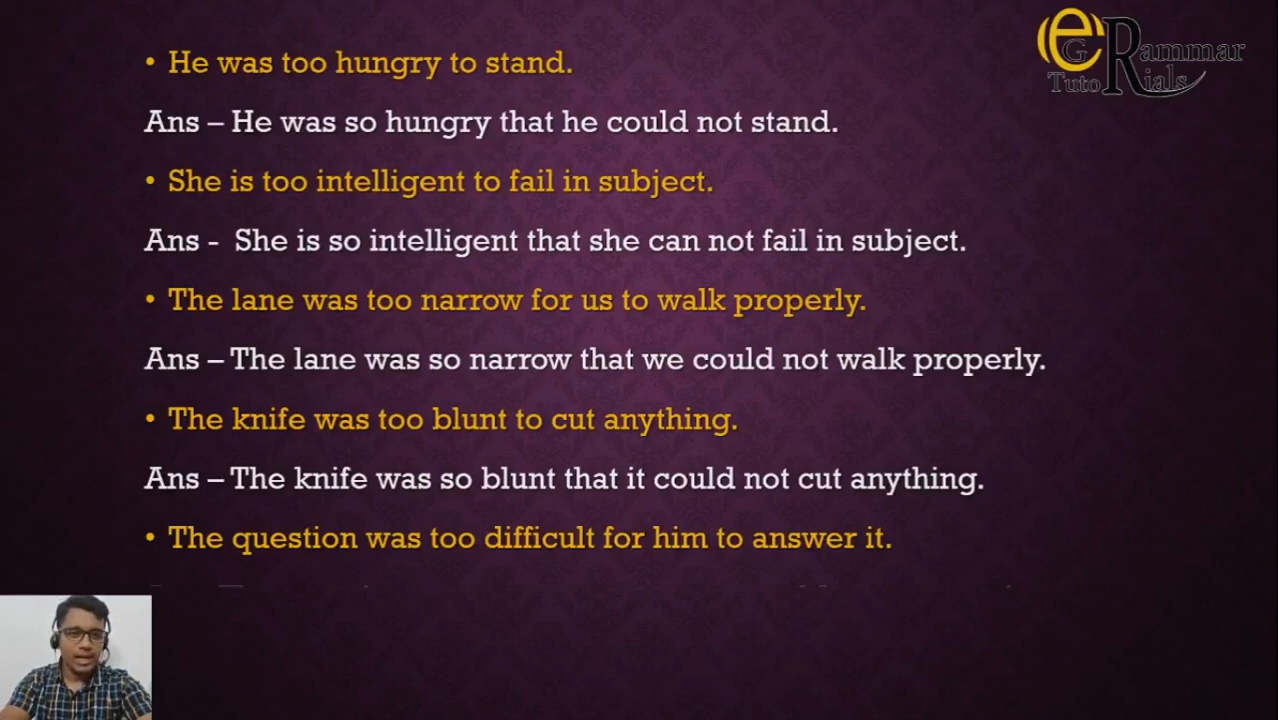 eGRammar
TutoRials
• He was too hungry to stand.
Ans – He was so hungry that he could not stand.
• She is too intelligent to fail in subject.
Ans - She is so intelligent that she can not fail in subject.
• The lane was too narrow for us to walk properly.
Ans – The lane was so narrow that we could not walk properly.
• The knife was too blunt to cut anything.
Ans – The knife was so blunt that it could not cut anything.
• The question was too difficult for him to answer it.